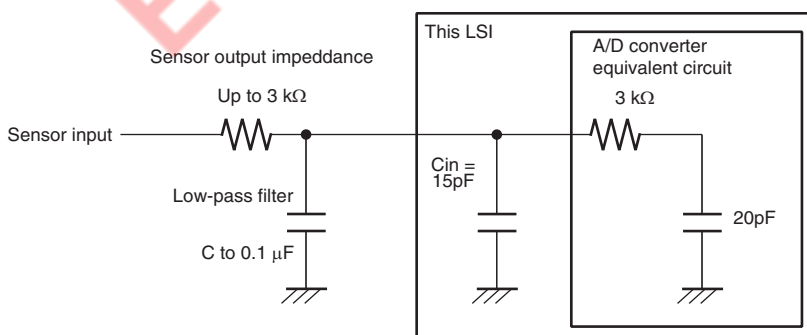 This LSI
A/D converter
equivalent circuit
Sensor output impeddance
Up to 3 kΩ
3 kΩ
Sensor input
Cin =
15pF
Low-pass filter
20pF
C to 0.1 μF